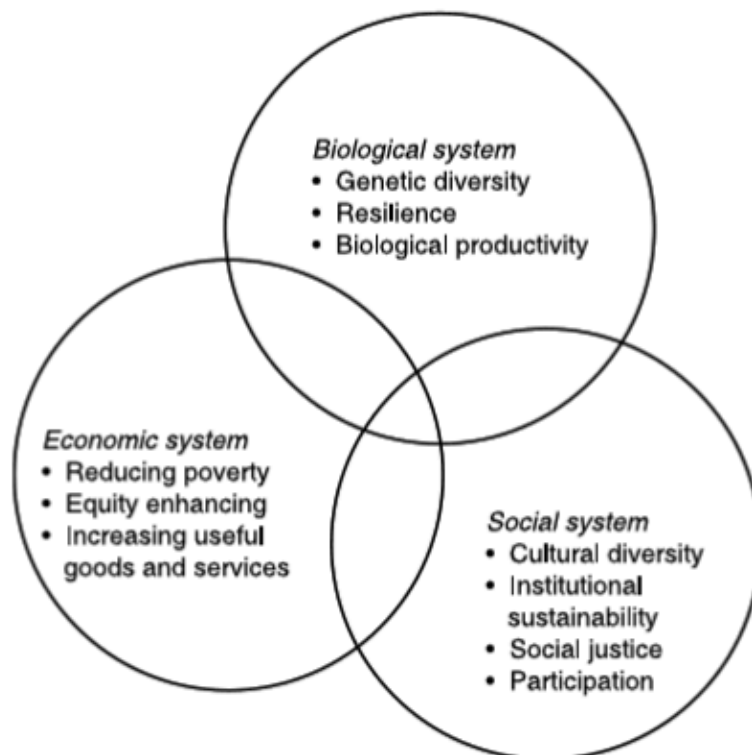 Biological system
• Genetic diversity
• Resilience
• Biological productivity
Economic system
• Reducing poverty
• Equity enhancing
• Increasing useful
goods and services
Social system
• Cultural diversity
• Institutional
sustainability
• Social justice
• Participation